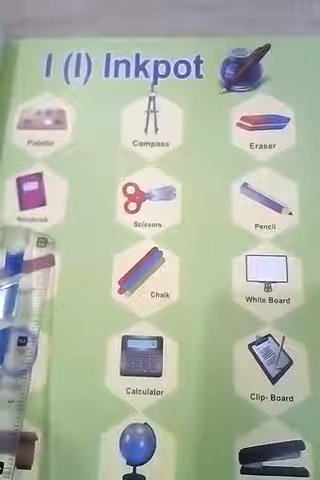 I (I) Inkpot
Palette
Compass
Eraser
Notebook
Scissors
Pencil
Chalk
White Board
Calculator
Clip- Board